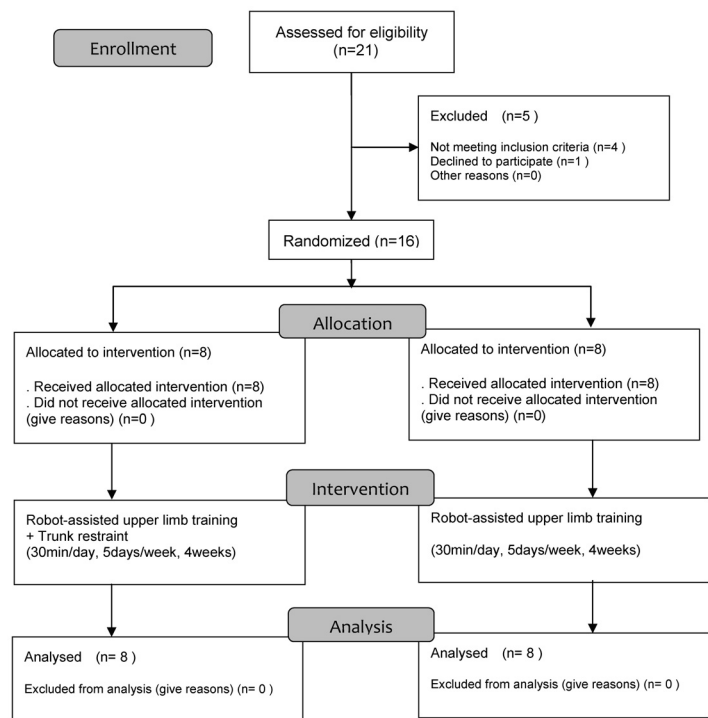 Enrollment
Assessed for eligibility
(n=21)
Excluded (n=5 )
Not meeting inclusion criteria (n=4 )
Declined to participate (n=1 )
Other reasons (n=0)
Randomized (n=16)
Allocation
Allocated to intervention (n=8)
. Received allocated intervention (n=8)
. Did not receive allocated intervention
(give reasons) (n=0 )
Allocated to intervention (n=8)
. Received allocated intervention (n=8)
. Did not receive allocated intervention
(give reasons) (n=0)
Intervention
Robot-assisted upper limb training
+ Trunk restraint
(30min/day, 5days/week, 4weeks)
Robot-assisted upper limb training
(30min/day, 5days/week, 4weeks)
Analysis
Analysed (n= 8 )
Excluded from analysis (give reasons) (n= 0 )
Analysed (n= 8 )
Excluded from analysis (give reasons) (n= 0 )